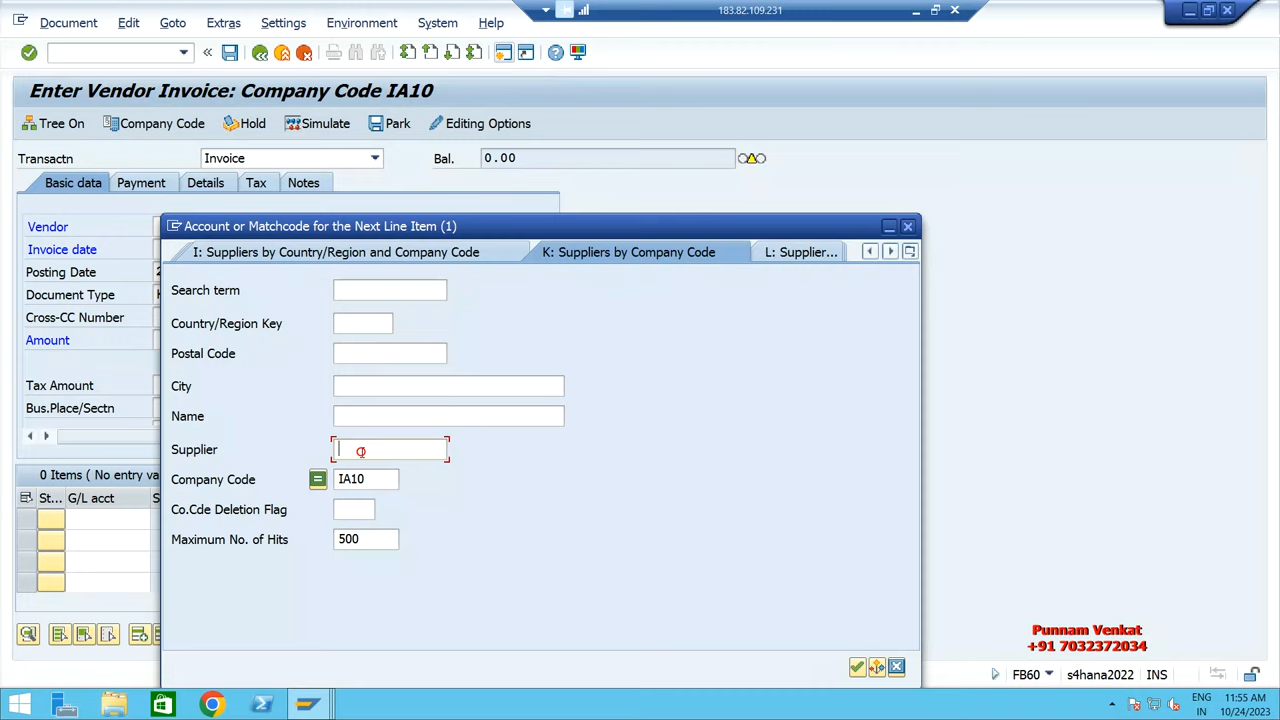 183.82.109.231
Document Edit Goto Extras Settings Environment System Help
Enter Vendor Invoice: Company Code IA10
Tree On Company Code Hold Simulate Park Editing Options
Transactn Invoice Bal. 0.00
Basic data Payment Details Tax Notes
Vendor
Invoice date
Posting Date 2
Document Type K
Cross-CC Number
Amount
Tax Amount
Bus.Place/Sectn
0 Items ( No entry va
St... G/L acct S
Account or Matchcode for the Next Line Item (1)
I: Suppliers by Country/Region and Company Code K: Suppliers by Company Code L: Supplier...
Search term
Country/Region Key
Postal Code
City
Name
Supplier
Company Code = IA10
Co.Cde Deletion Flag
Maximum No. of Hits 500
Punnam Venkat
+91 7032372034
FB60 s4hana2022 INS
ENG 11:55 AM
IN 10/24/2023